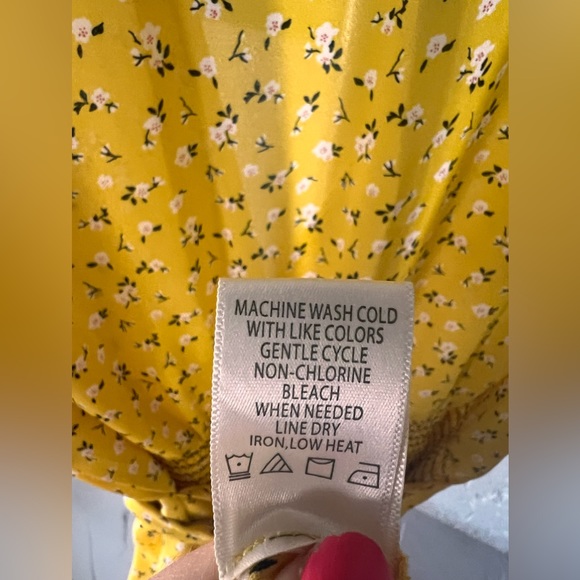 MACHINE WASH COLD
WITH LIKE COLORS
GENTLE CYCLE
NON-CHLORINE
BLEACH
WHEN NEEDED
LINE DRY
IRON,LOW HEAT